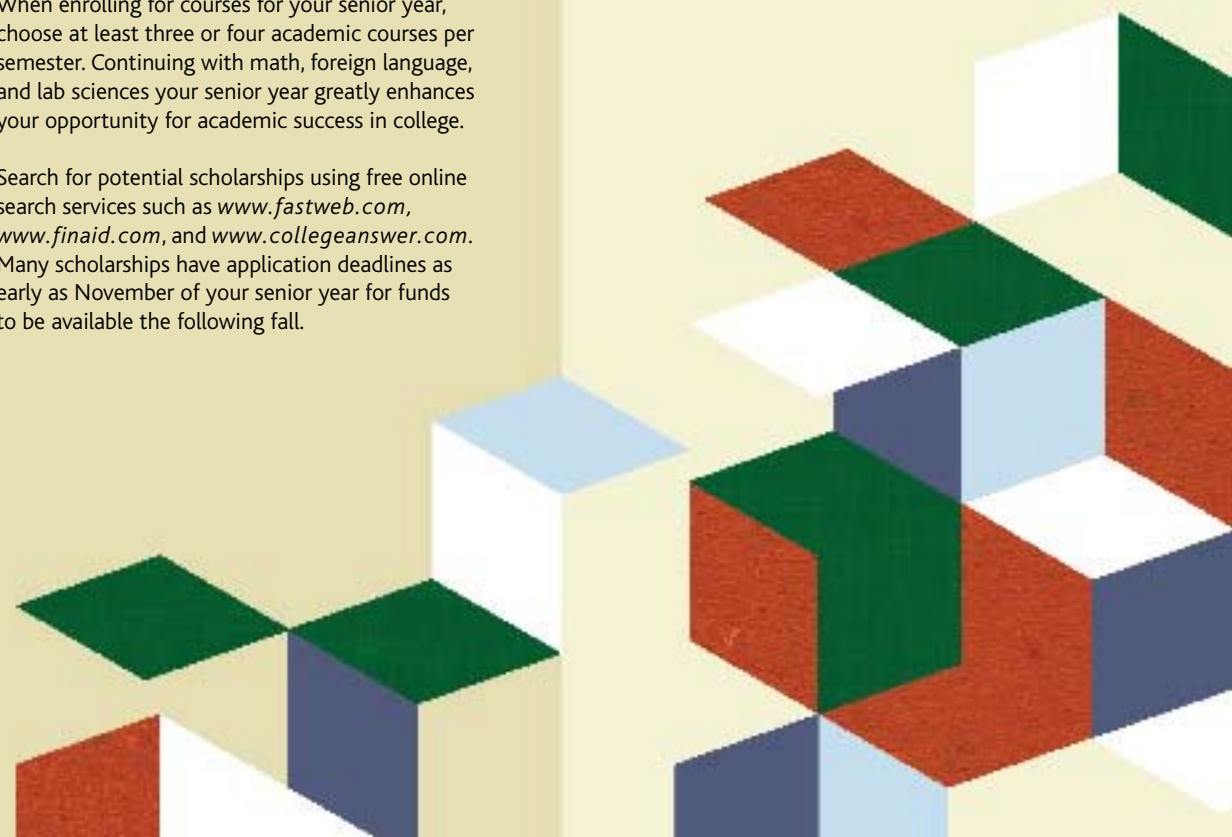 When enrolling for courses for your senior year,
choose at least three or four academic courses per
semester. Continuing with math, foreign language,
and lab sciences your senior year greatly enhances
your opportunity for academic success in college.
Search for potential scholarships using free online
search services such as www.fastweb.com,
www.finaid.com, and www.collegeanswer.com.
Many scholarships have application deadlines as
early as November of your senior year for funds
to be available the following fall.